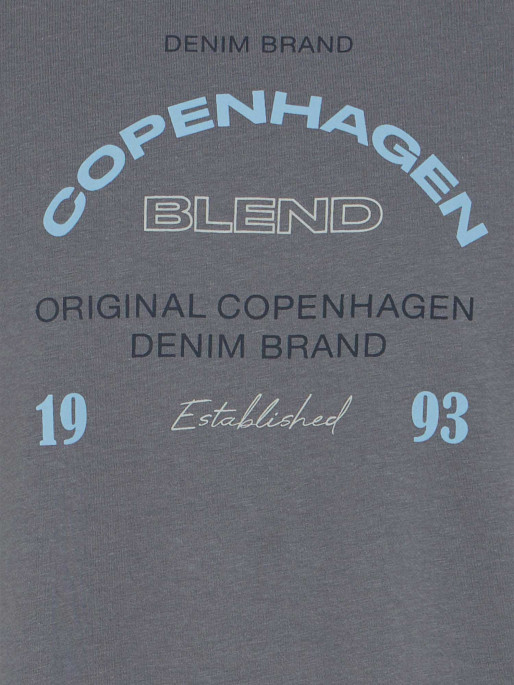 DENIM BRAND
COPENHAGEN
BLEND
ORIGINAL COPENHAGEN
DENIM BRAND
19 Established 93